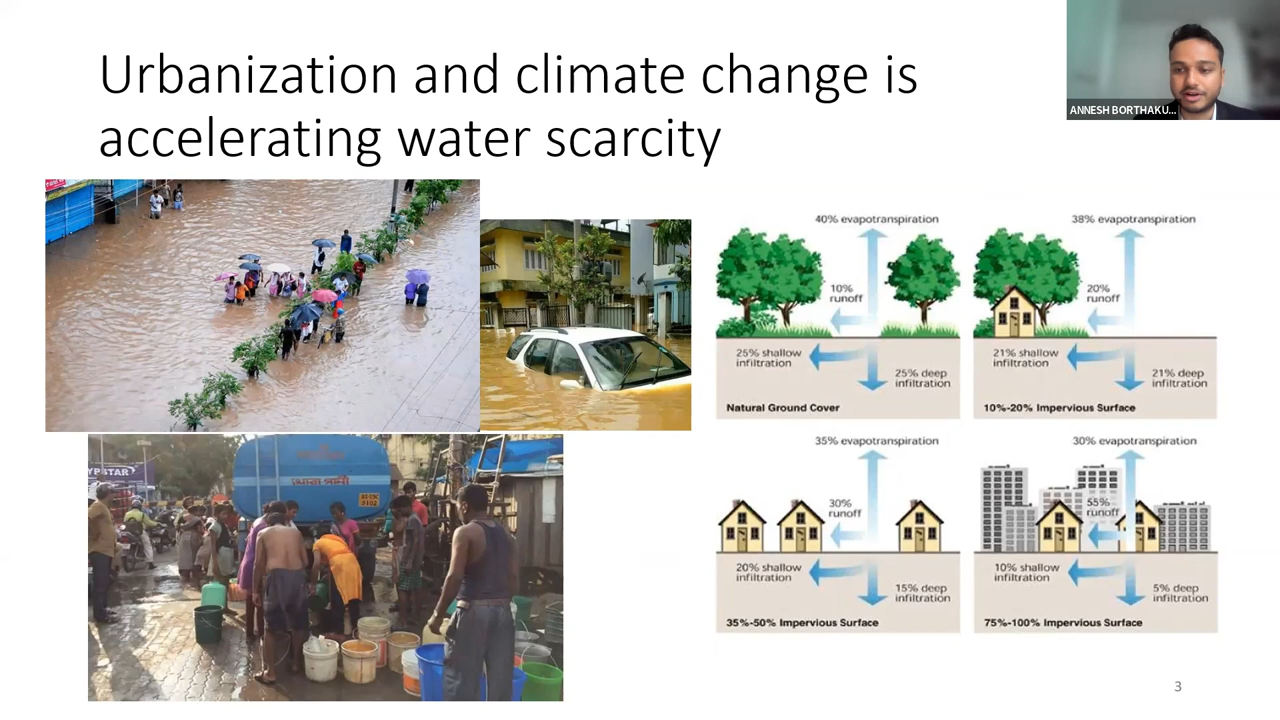 Urbanization and climate change is
accelerating water scarcity
ANNESH BORTHAKU...
40% evapotranspiration
10%
runoff
25% shallow
infiltration
25% deep
infiltration
Natural Ground Cover
38% evapotranspiration
20%
runoff
21% shallow
infiltration
21% deep
infiltration
10%-20% Impervious Surface
35% evapotranspiration
30%
runoff
20% shallow
infiltration
15% deep
infiltration
35%-50% Impervious Surface
30% evapotranspiration
55%
runoff
10% shallow
infiltration
5% deep
infiltration
75%-100% Impervious Surface
YPSTAR
খোৱা পানী
3